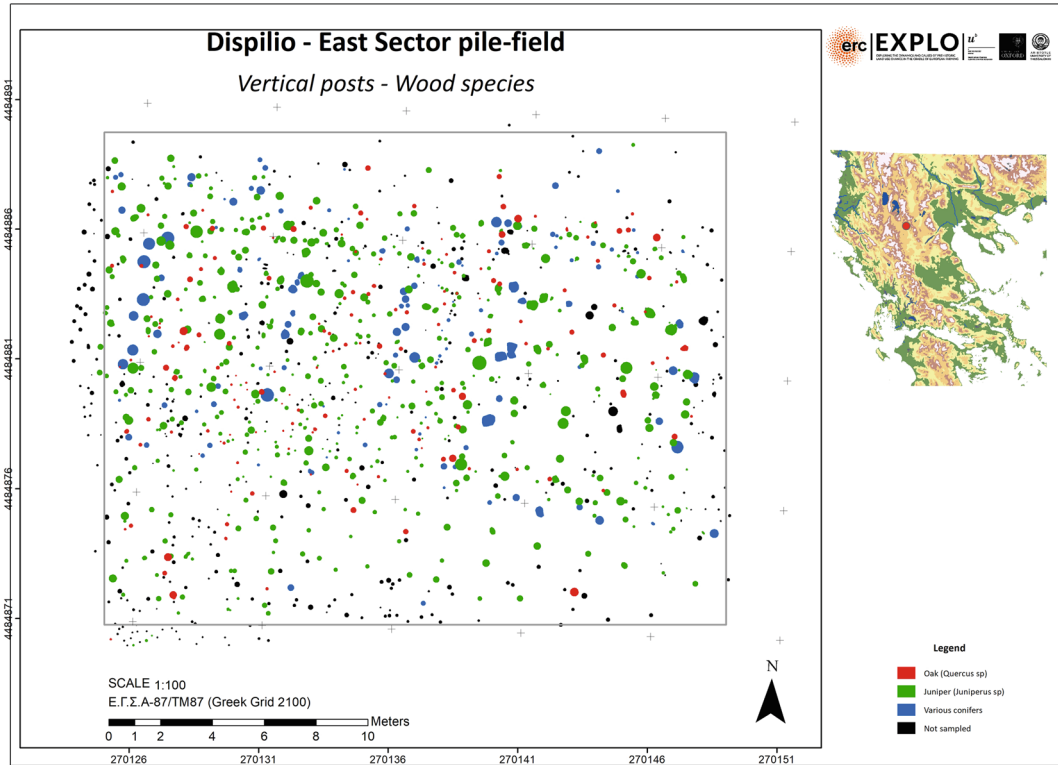 Dispilio - East Sector pile-field
Vertical posts - Wood species
erc EXPLO
4484891
4484886
4484881
4484876
4484871
SCALE 1:100
Ε.Γ.Σ.Α-87/TM87 (Greek Grid 2100)
Meters
0 1 2 4 6 8 10
270126 270131 270136 270141 270146 270151
N
Legend
Oak (Quercus sp)
Juniper (Juniperus sp)
Various conifers
Not sampled